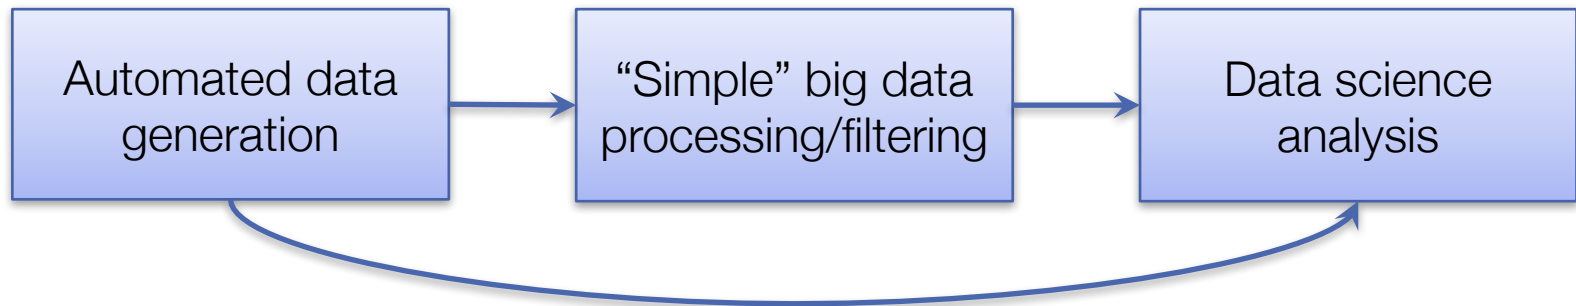 Automated data
generation
“Simple” big data
processing/filtering
Data science
analysis